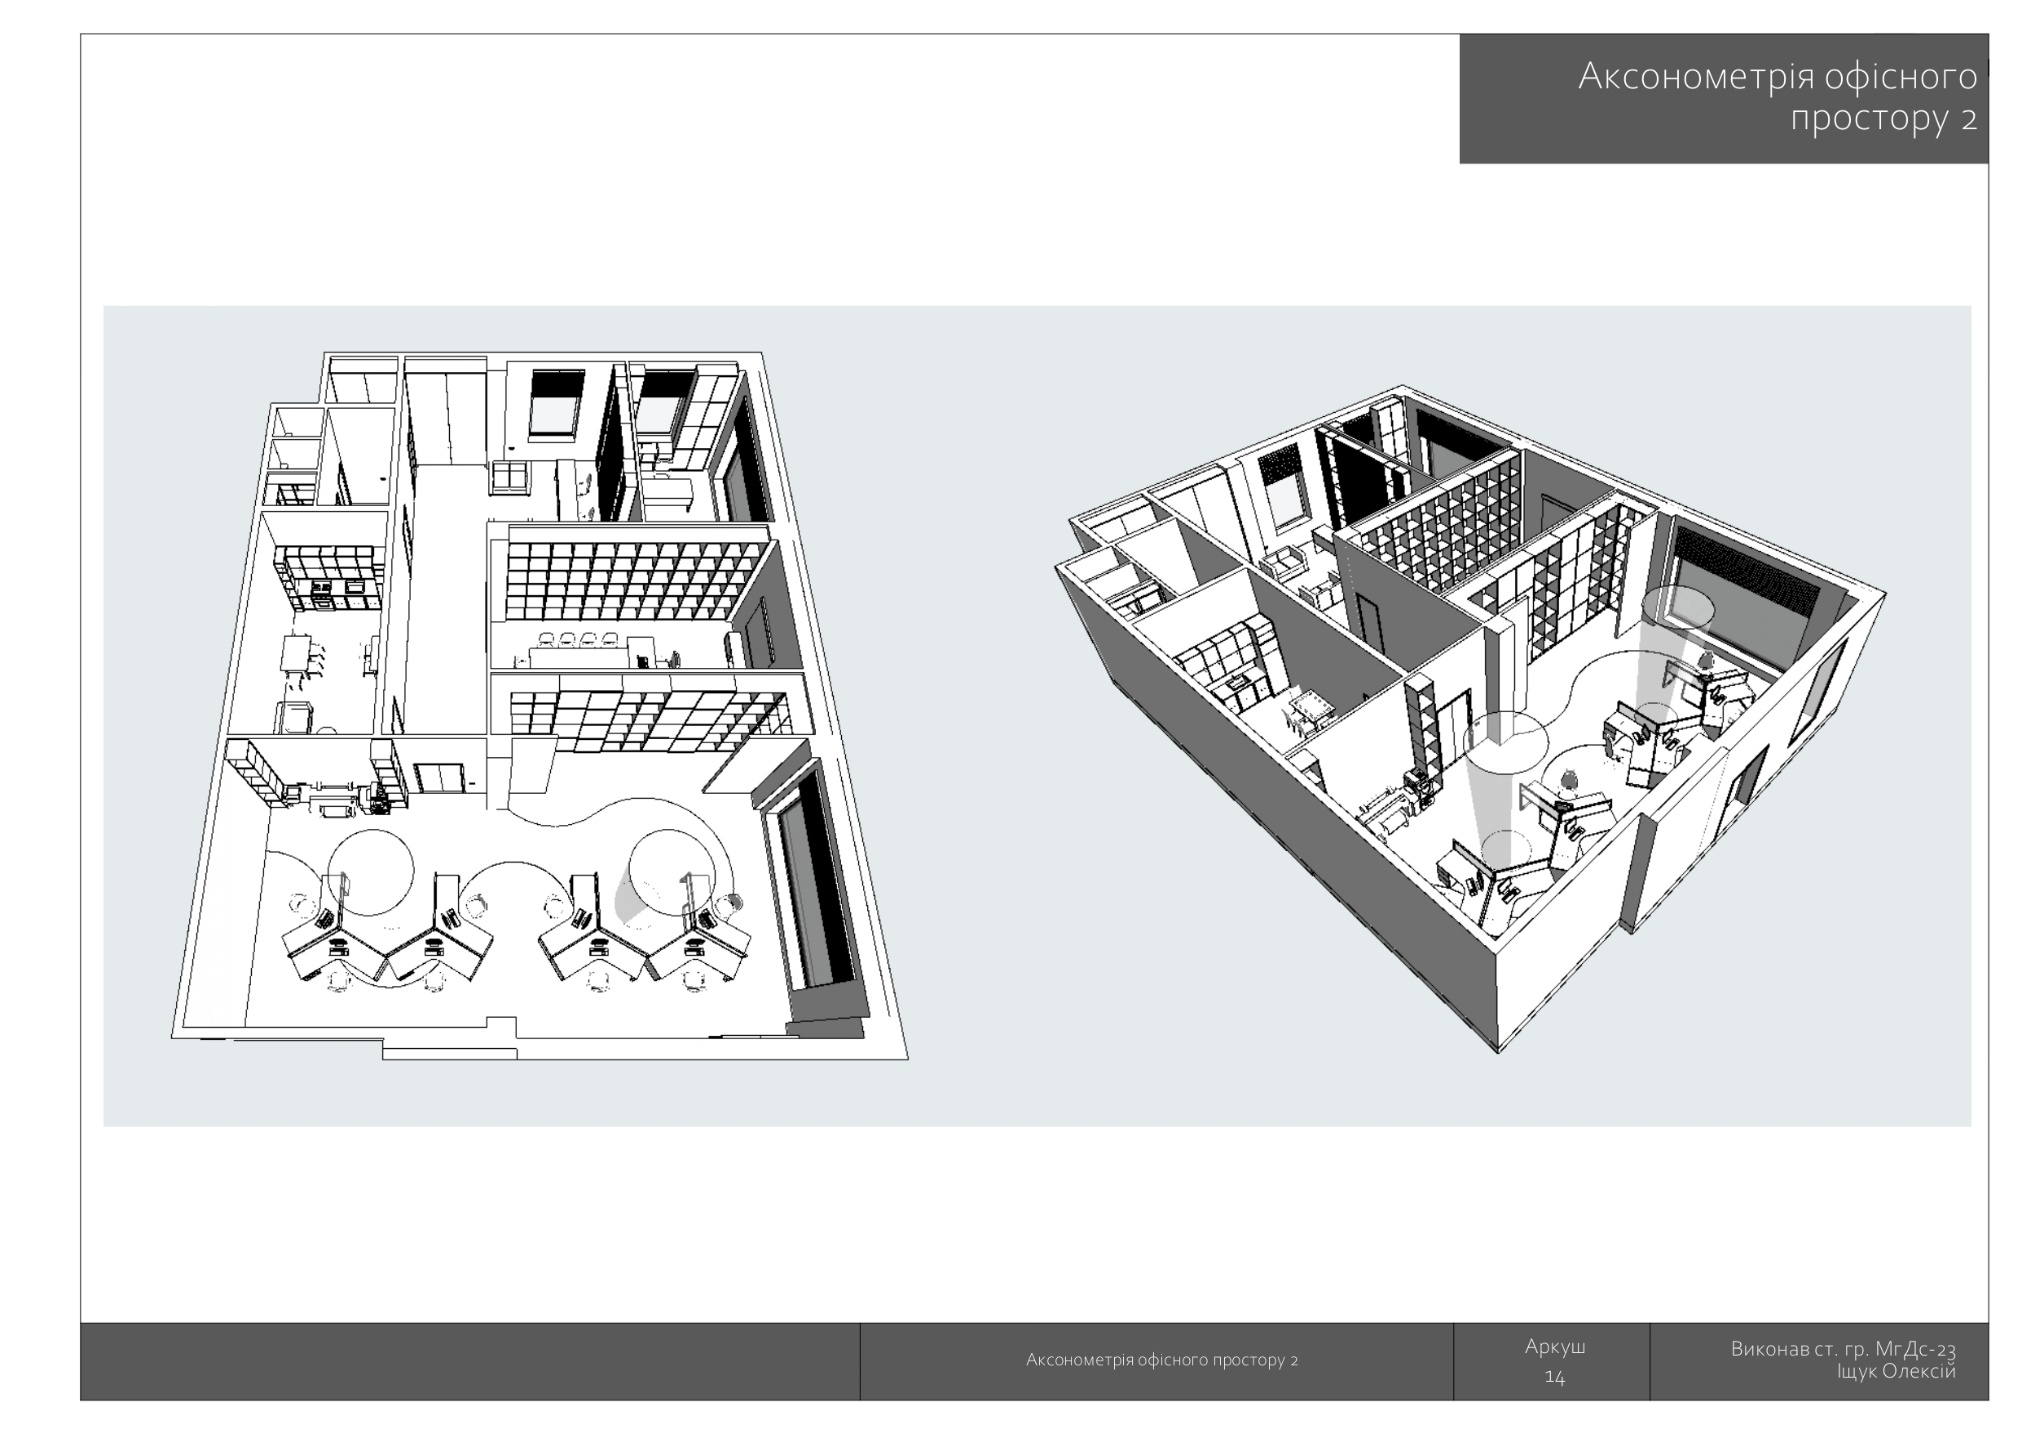 Аксонометрія офісного
простору 2
Аксонометрія офісного простору 2
Аркуш
14
Виконав ст. гр. МгДс-23
Іщук Олексій